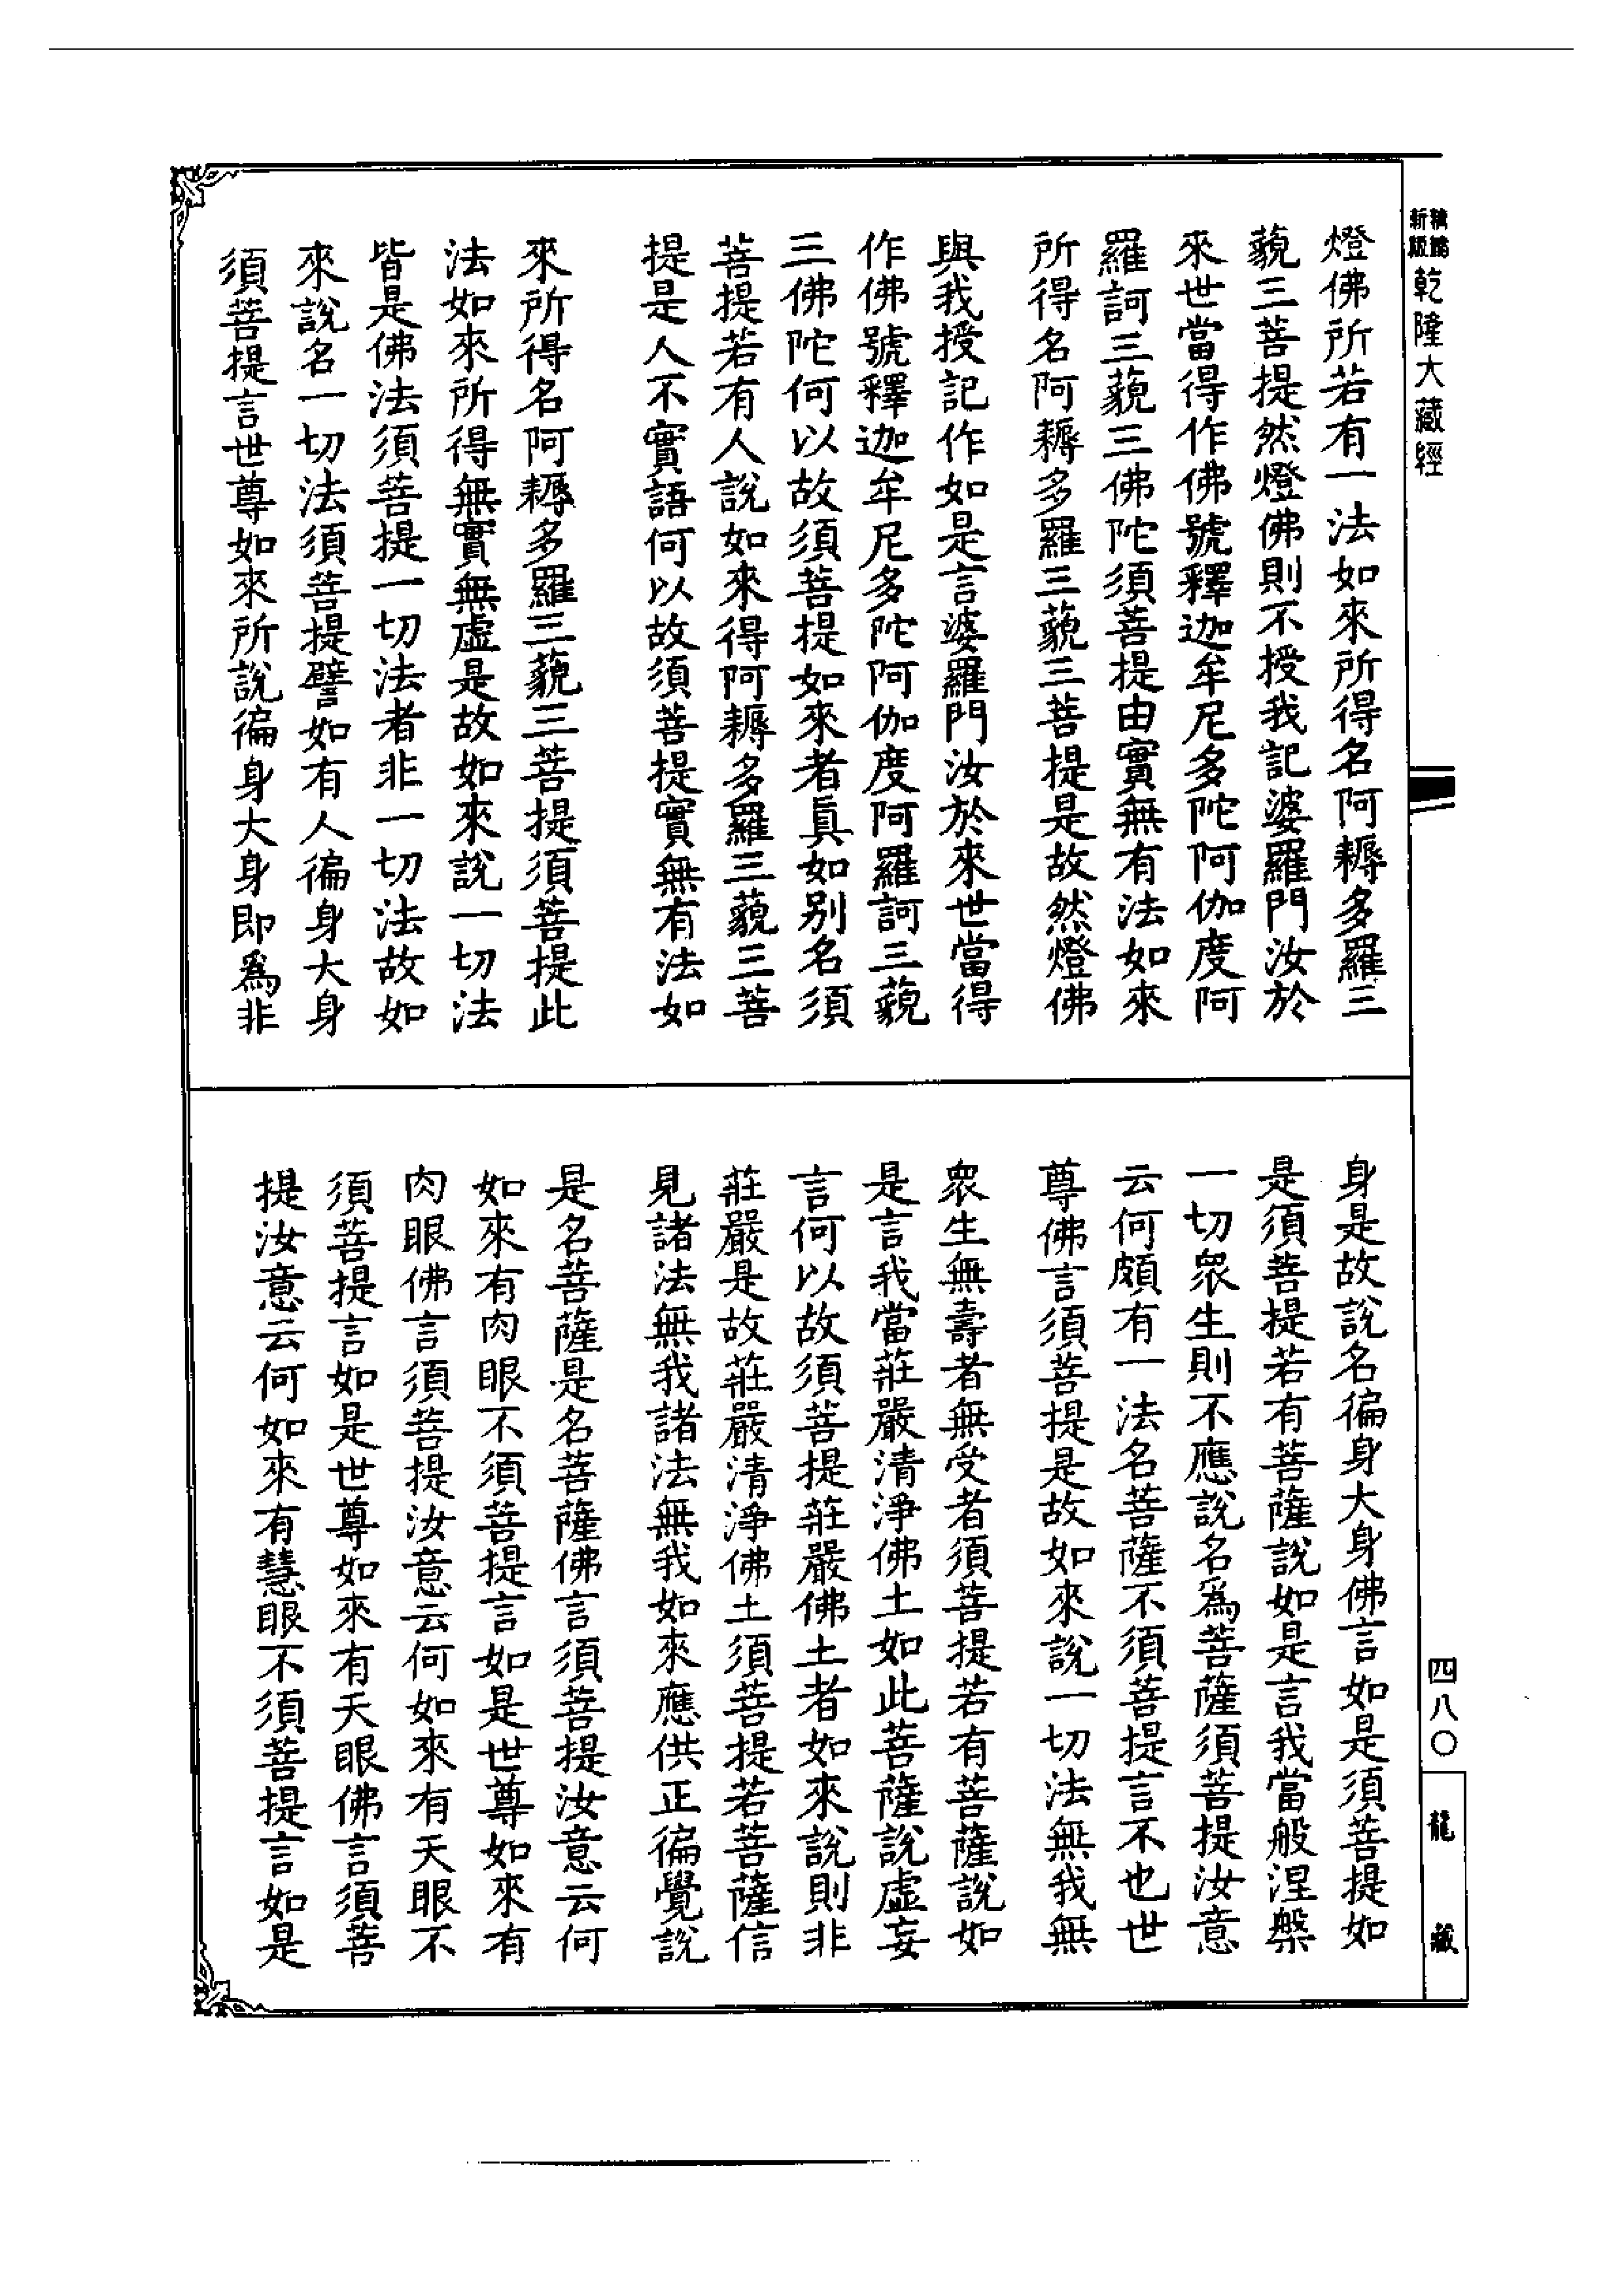 新版
乾隆大藏經
燈佛所若有一法如來所得名阿耨多羅三
藐三菩提然燈佛則不授我記婆羅門汝於
來世當得作佛號釋迦牟尼多陀阿伽度阿
羅訶三藐三佛陀須菩提由實無有法如來
所得名阿耨多羅三藐三菩提是故然燈佛
與我授記作如是言婆羅門汝於來世當得
作佛號釋迦牟尼多陀阿伽度阿羅訶三藐
三佛陀何以故須菩提如來者眞如別名須
菩提若有人說如來得阿耨多羅三藐三菩
提是人不實語何以故須菩提實無有法如
來所得名阿耨多羅三藐三菩提須菩提此
法如來所得無實無虛是故如來說一切法
皆是佛法須菩提一切法者非一切法故如
來說名一切法須菩提譬如有人徧身大身
須菩提言世尊如來所說徧身大身即爲非
身是故說名徧身大身佛言如是須菩提如
是須菩提若有菩薩說如是言我當般涅槃
一切衆生則不應說名爲菩薩須菩提汝意
云何頗有一法名菩薩不須菩提言不也世
尊佛言須菩提是故如來說一切法無我無
衆生無壽者無受者須菩提若有菩薩說如
是言我當莊嚴清淨佛土如此菩薩說虛妄
言何以故須菩提莊嚴佛土者如來說則非
莊嚴是故莊嚴清淨佛土須菩提若菩薩信
見諸法無我諸法無我如來應供正徧覺說
是名菩薩是名菩薩佛言須菩提汝意云何
如來有肉眼不須菩提言如是世尊如來有
肉眼佛言須菩提汝意云何如來有天眼不
須菩提言如是世尊如來有天眼佛言須菩
提汝意云何如來有慧眼不須菩提言如是
四八〇
龍藏